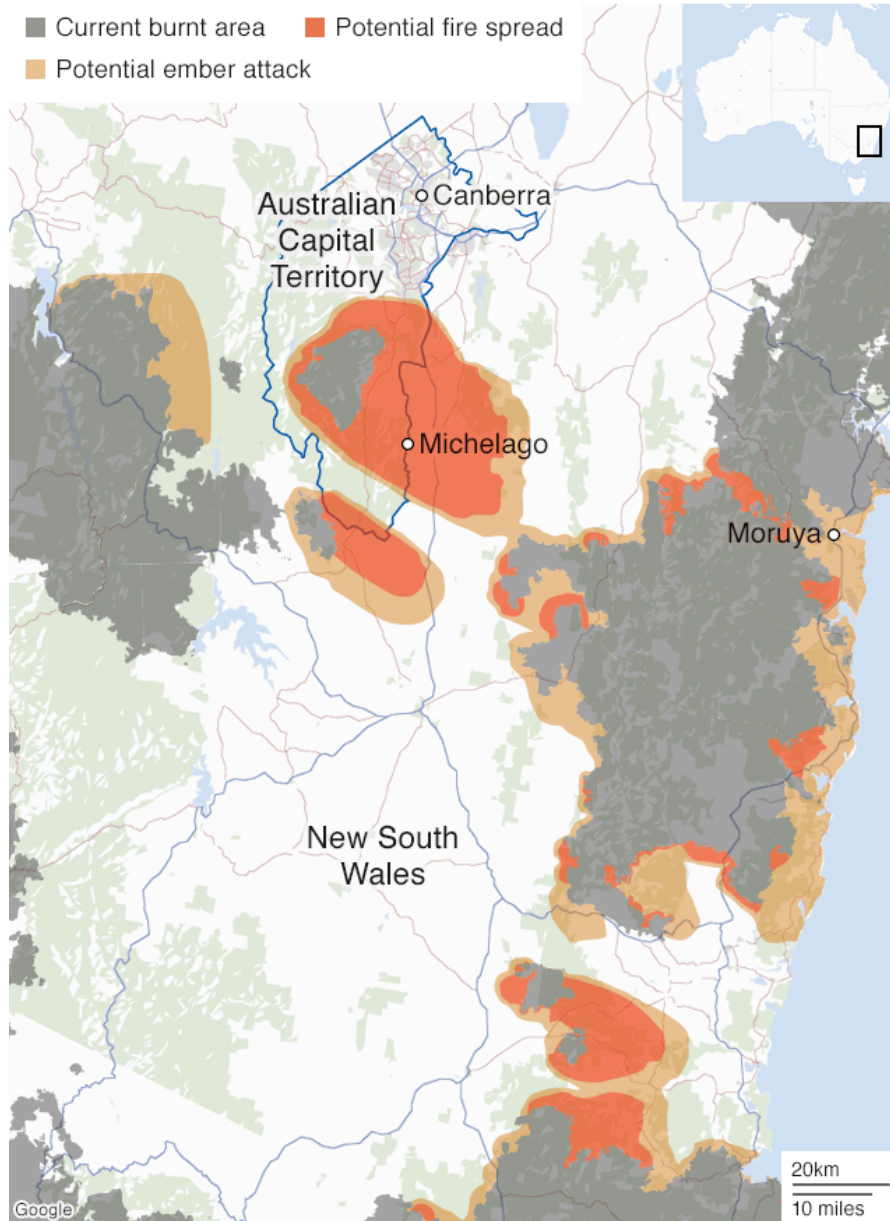 Current burnt area
Potential fire spread
Potential ember attack
Canberra
Australian
Capital
Territory
Michelago
Moruya
New South
Wales
20km
10 miles
Google